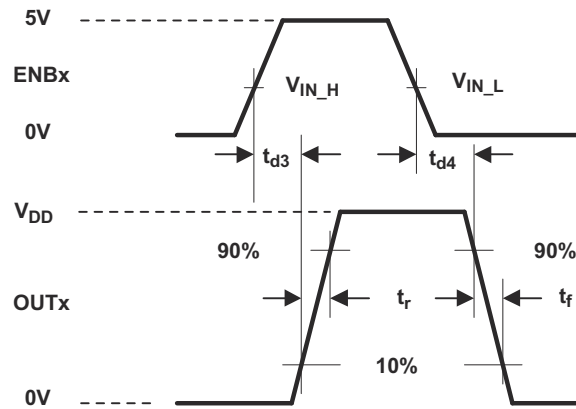 5V
ENBx
V_IN_H
V_IN_L
0V
t_d3
t_d4
V_DD
90%
90%
OUTx
t_r
t_f
10%
0V